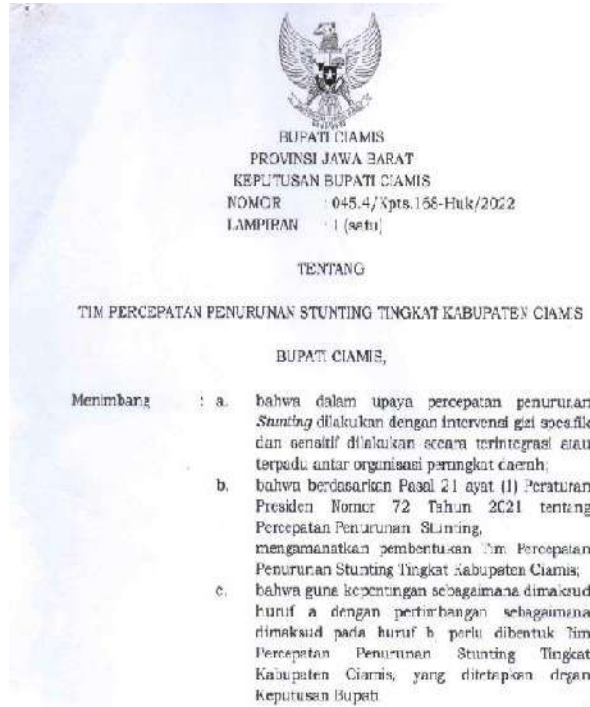 BUPATI CIAMIS
PROVINSI JAWA BARAT
KEPUTUSAN BUPATI CIAMIS
NOMOR : 045.4/Kpts.168-Huk/2022
LAMPIRAN : 1 (satu)
TENTANG
TIM PERCEPATAN PENURUNAN STUNTING TINGKAT KABUPATEN CIAMIS
BUPATI CIAMIS,
Menimbang : a. bahwa dalam upaya percepatan penurunan
Stunting dilakukan dengan intervensi gizi spesifik
dan sensitif dilakukan secara terintegrasi atau
terpadu antar organisasi perangkat daerah;
b. bahwa berdasarkan Pasal 21 ayat (1) Peraturan
Presiden Nomor 72 Tahun 2021 tentang
Percepatan Penurunan Stunting,
mengamanatkan pembentukan Tim Percepatan
Penurunan Stunting Tingkat Kabupaten Ciamis;
c. bahwa guna kepentingan sebagaimana dimaksud
huruf a dengan pertimbangan sebagaimana
dimaksud pada huruf b perlu dibentuk Tim
Percepatan Penurunan Stunting Tingkat
Kabupaten Ciamis, yang ditetapkan dengan
Keputusan Bupati